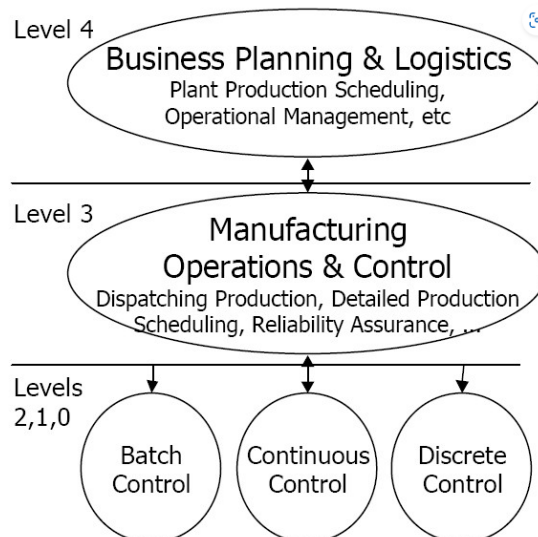 Level 4
Business Planning & Logistics
Plant Production Scheduling,
Operational Management, etc
Level 3
Manufacturing
Operations & Control
Dispatching Production, Detailed Production
Scheduling, Reliability Assurance, ...
Levels
2,1,0
Batch
Control
Continuous
Control
Discrete
Control